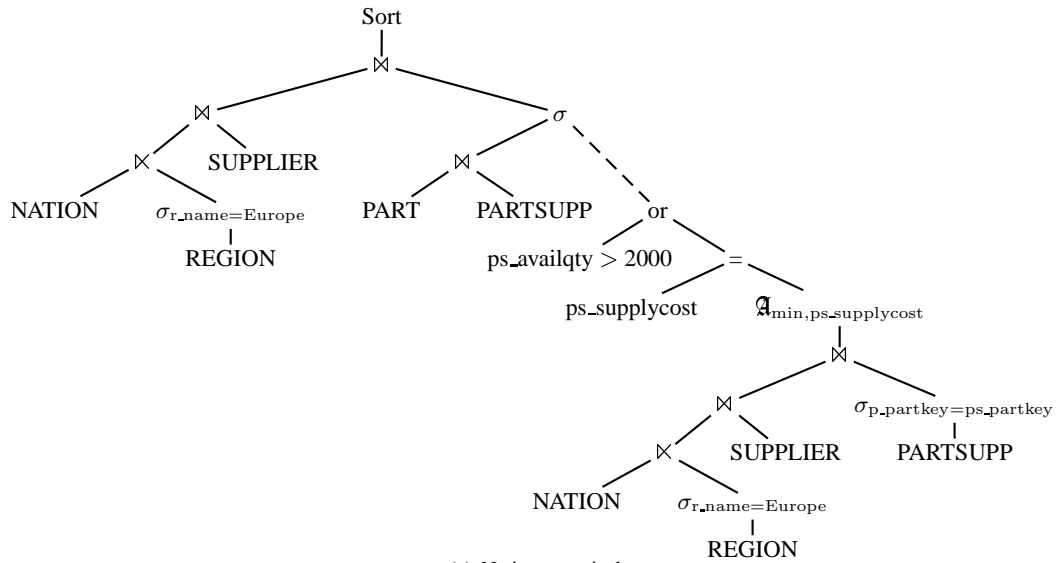 Sort
⋈
⋈ σ
⋉ SUPPLIER ⋈
NATION σr_name=Europe PART PARTSUPP or
REGION ps_availqty > 2000 =
ps_supplycost 𝔄min,ps_supplycost
⋈
⋈ σp_partkey=ps_partkey
⋉ SUPPLIER PARTSUPP
NATION σr_name=Europe
REGION